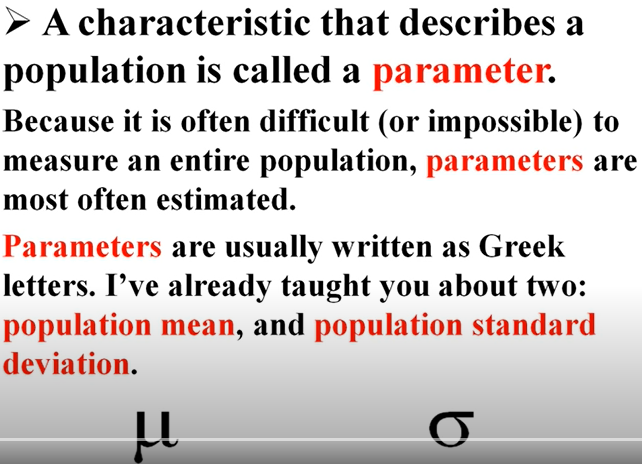 ➢ A characteristic that describes a
population is called a parameter.
Because it is often difficult (or impossible) to
measure an entire population, parameters are
most often estimated.
Parameters are usually written as Greek
letters. I’ve already taught you about two:
population mean, and population standard
deviation.
μ σ